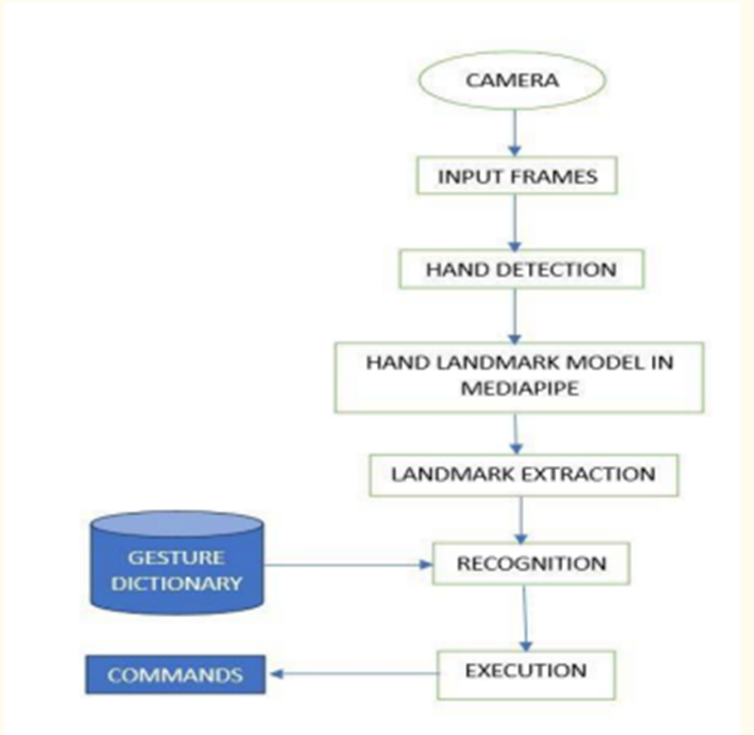 CAMERA
INPUT FRAMES
HAND DETECTION
HAND LANDMARK MODEL IN
MEDIAPIPE
LANDMARK EXTRACTION
GESTURE
DICTIONARY
RECOGNITION
COMMANDS
EXECUTION